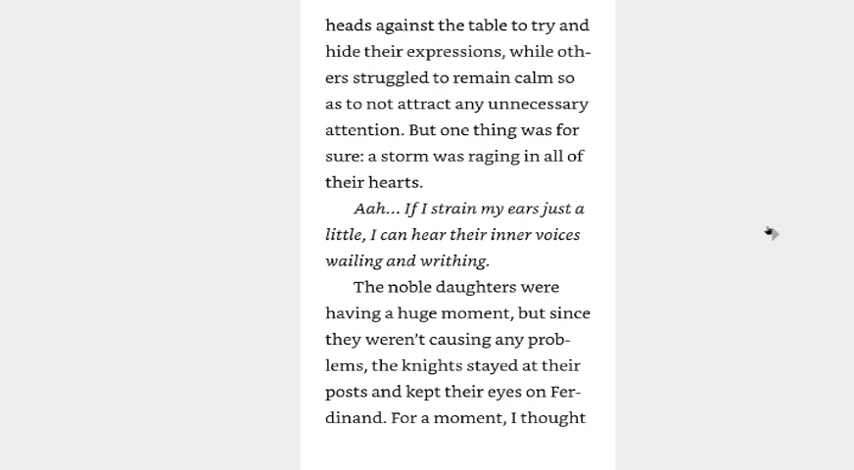 heads against the table to try and
hide their expressions, while oth-
ers struggled to remain calm so
as to not attract any unnecessary
attention. But one thing was for
sure: a storm was raging in all of
their hearts.
Aah... If I strain my ears just a
little, I can hear their inner voices
wailing and writhing.
The noble daughters were
having a huge moment, but since
they weren't causing any prob-
lems, the knights stayed at their
posts and kept their eyes on Fer-
dinand. For a moment, I thought